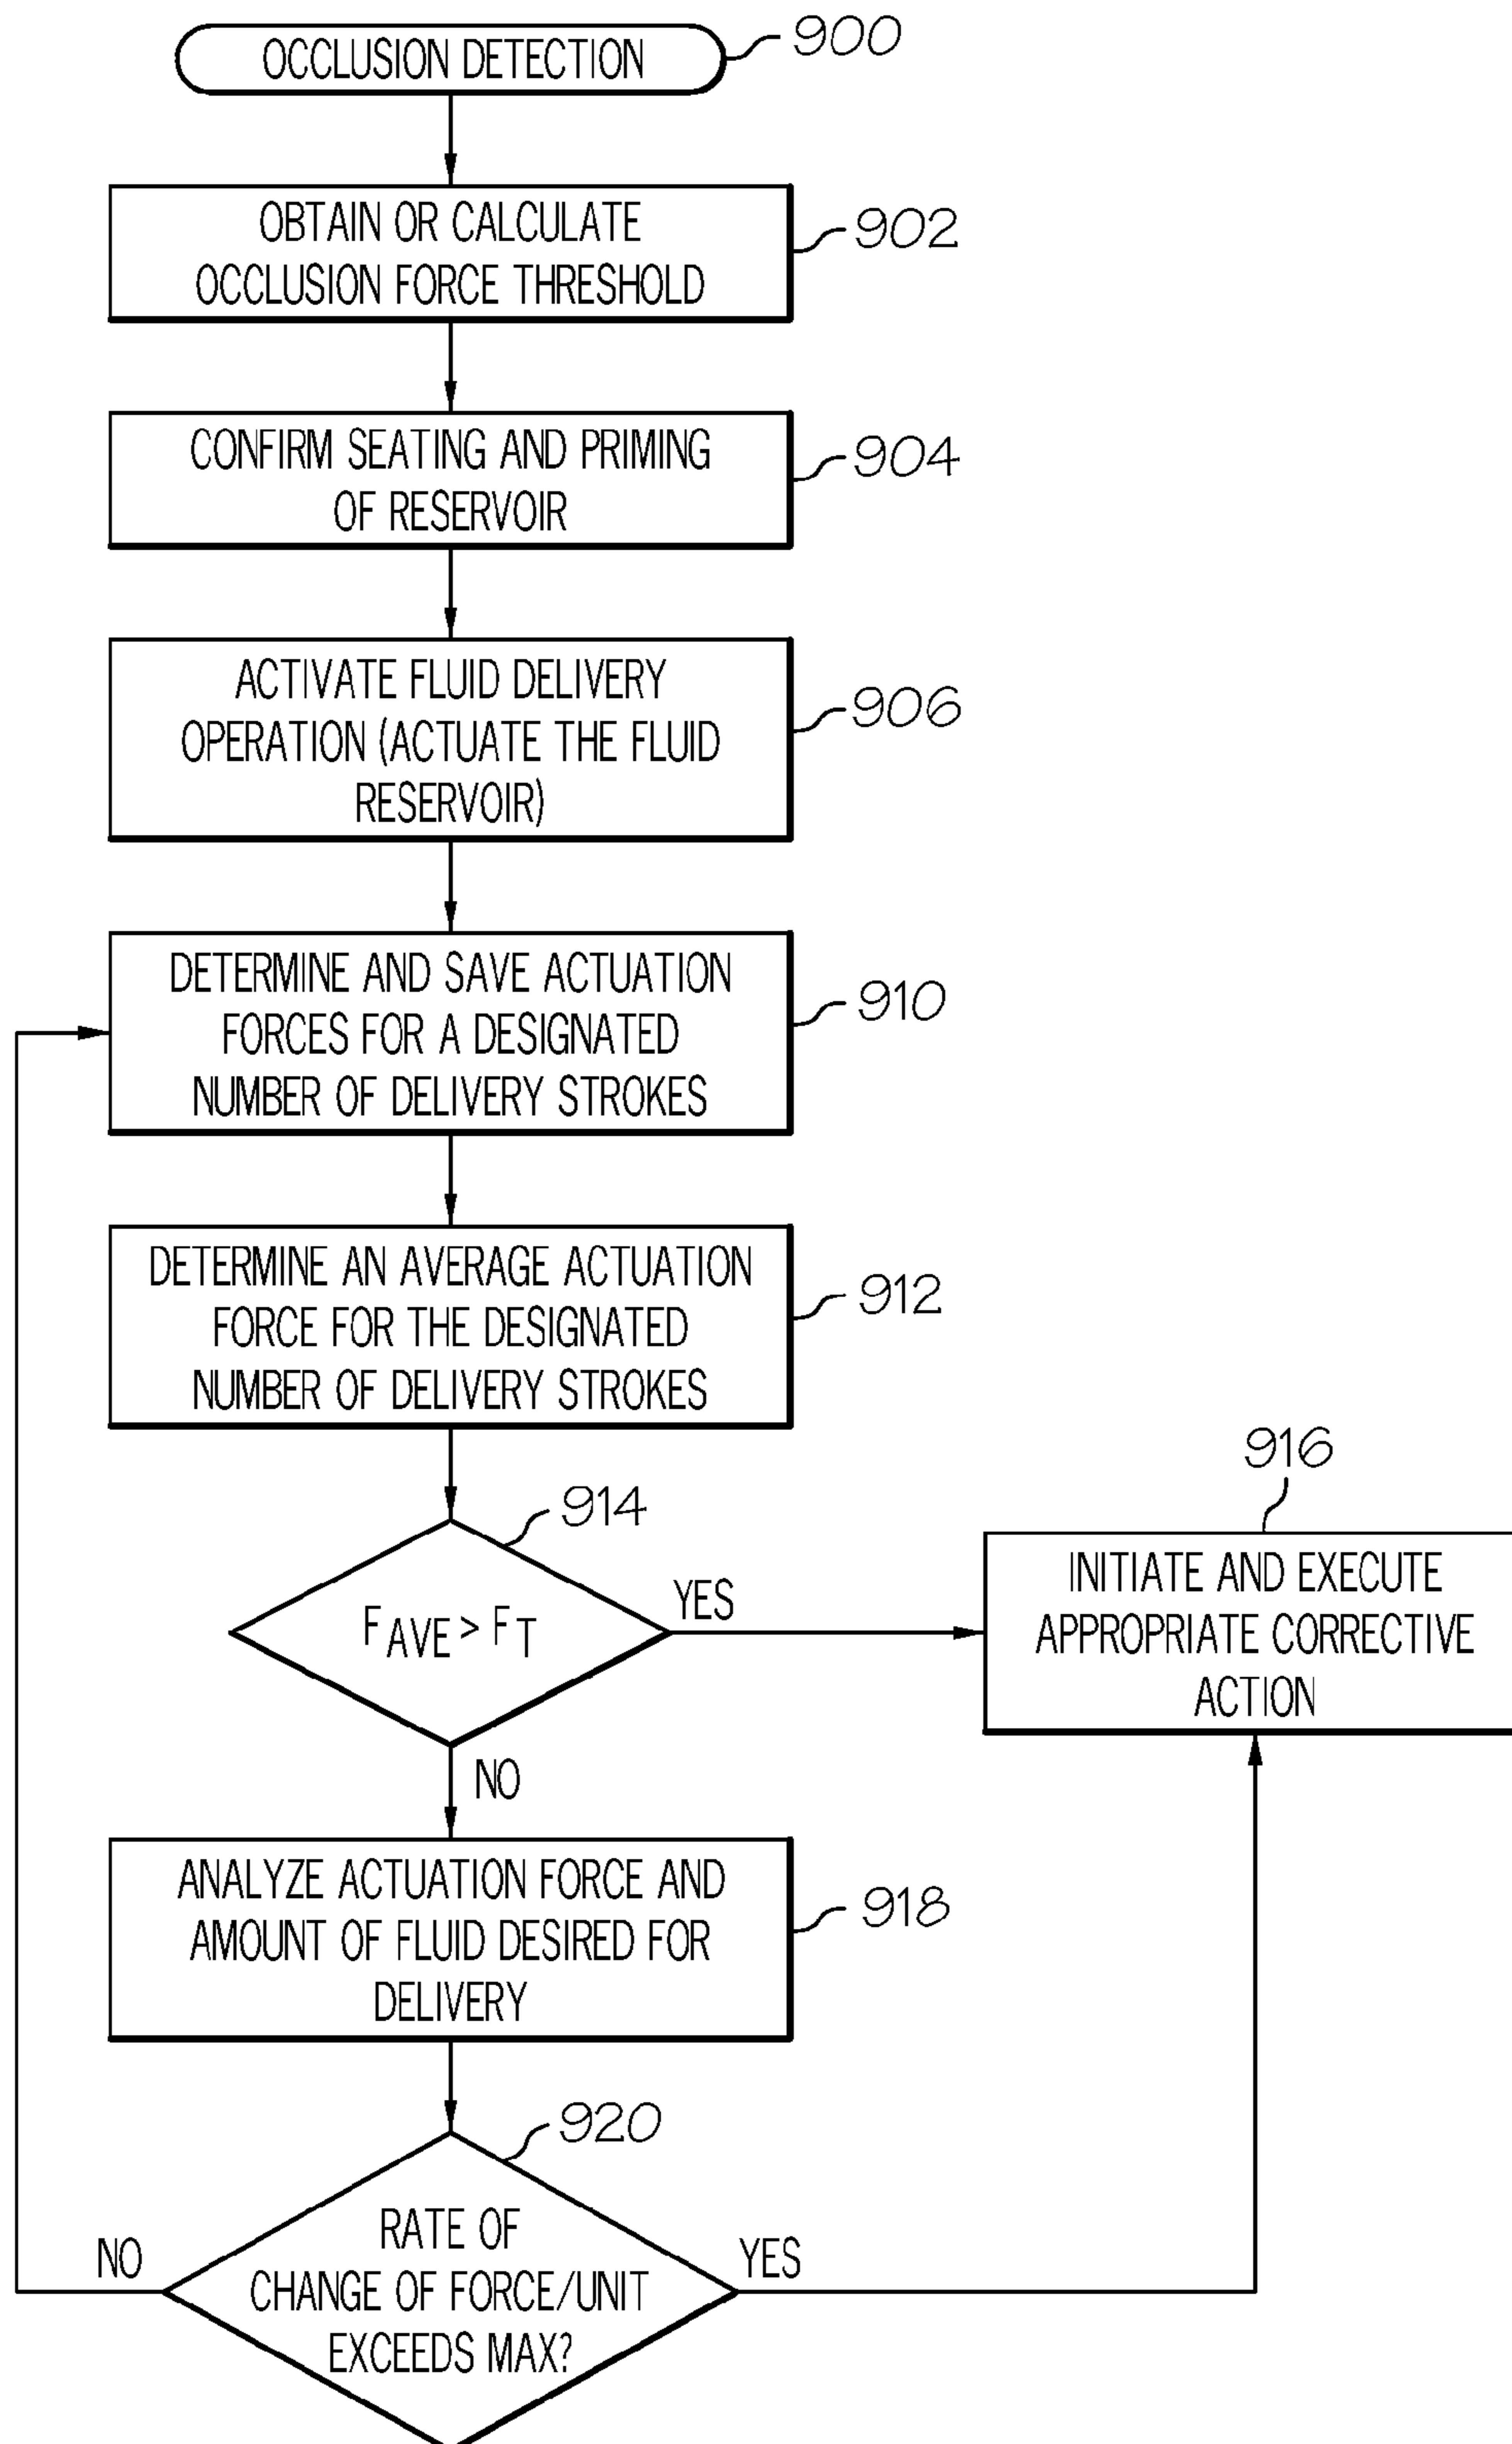 OCCLUSION DETECTION
900
OBTAIN OR CALCULATE
OCCLUSION FORCE THRESHOLD
902
CONFIRM SEATING AND PRIMING
OF RESERVOIR
904
ACTIVATE FLUID DELIVERY
OPERATION (ACTUATE THE FLUID
RESERVOIR)
906
DETERMINE AND SAVE ACTUATION
FORCES FOR A DESIGNATED
NUMBER OF DELIVERY STROKES
910
DETERMINE AN AVERAGE ACTUATION
FORCE FOR THE DESIGNATED
NUMBER OF DELIVERY STROKES
912
914
FAVE > FT
YES
NO
916
INITIATE AND EXECUTE
APPROPRIATE CORRECTIVE
ACTION
ANALYZE ACTUATION FORCE AND
AMOUNT OF FLUID DESIRED FOR
DELIVERY
918
920
RATE OF
CHANGE OF FORCE/UNIT
EXCEEDS MAX?
NO
YES